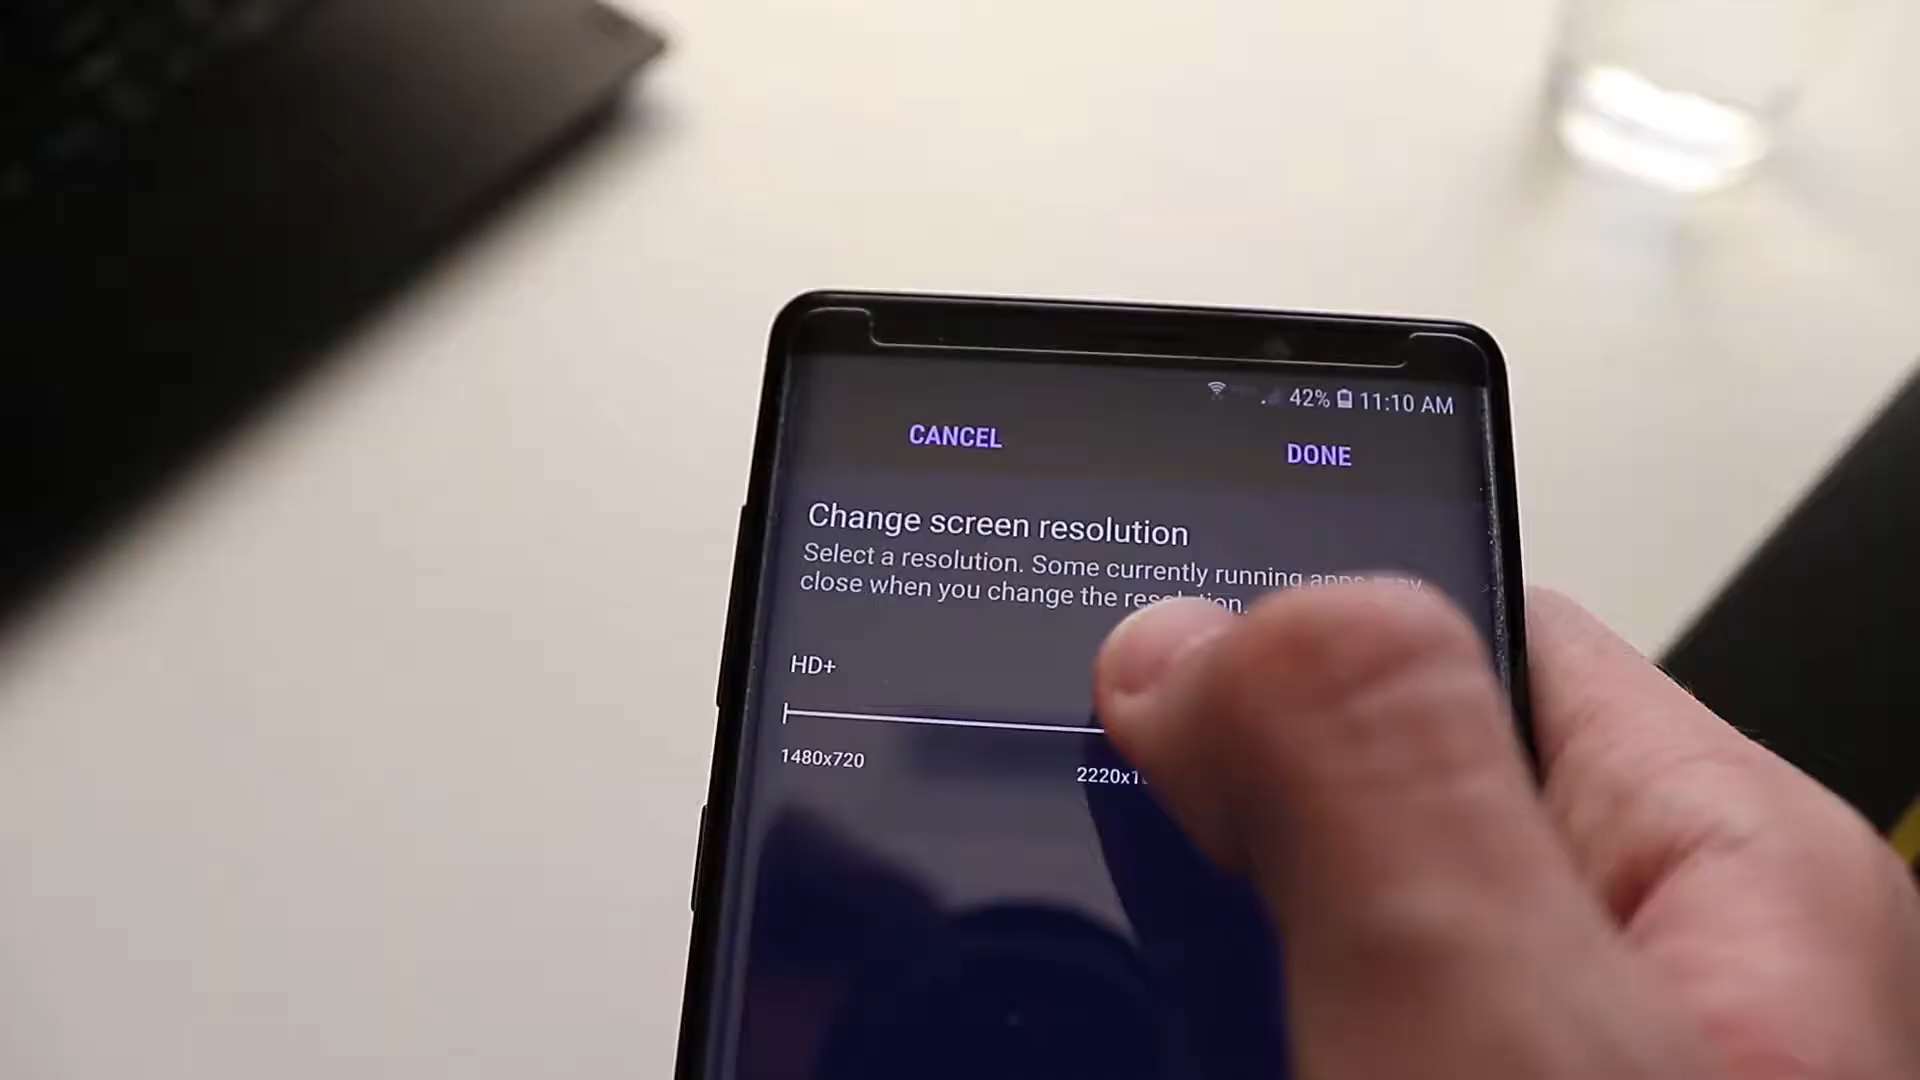 42% 11:10 AM
CANCEL DONE
Change screen resolution
Select a resolution. Some currently running apps may
close when you change the resolution.
HD+
1480x720